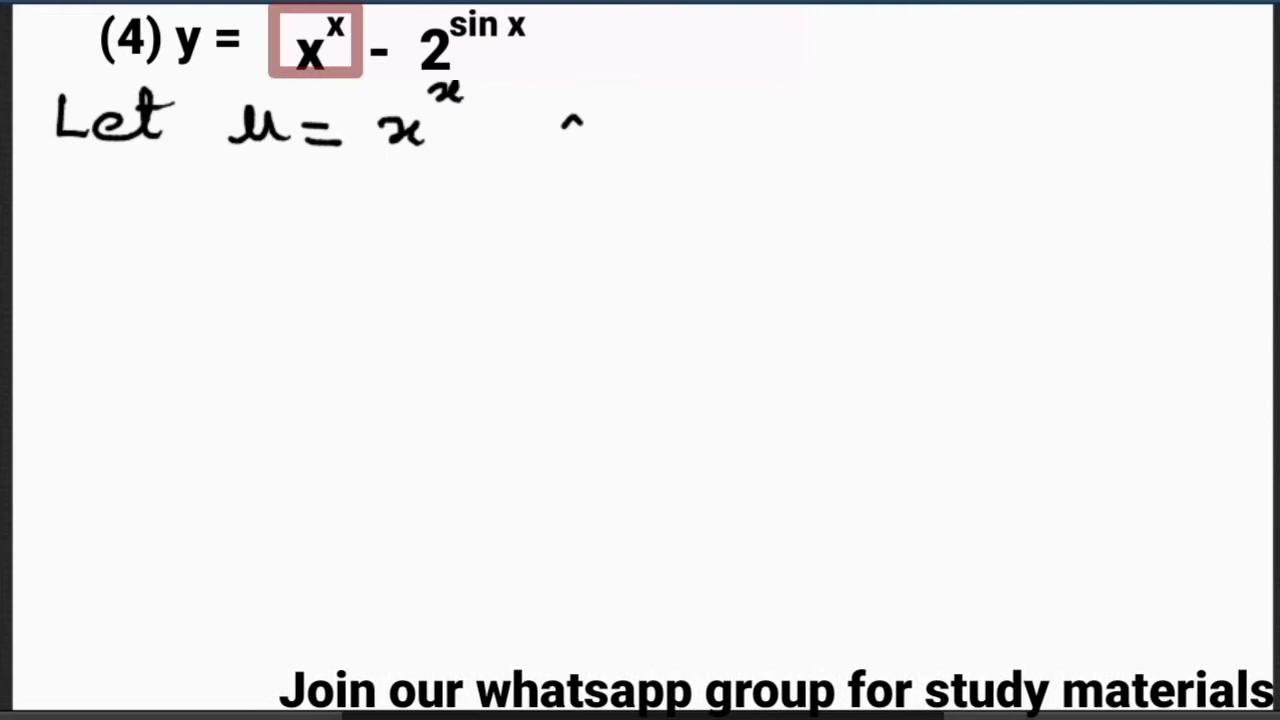 (4) y = x^x - 2^sin x
Let u = x^x
Join our whatsapp group for study materials